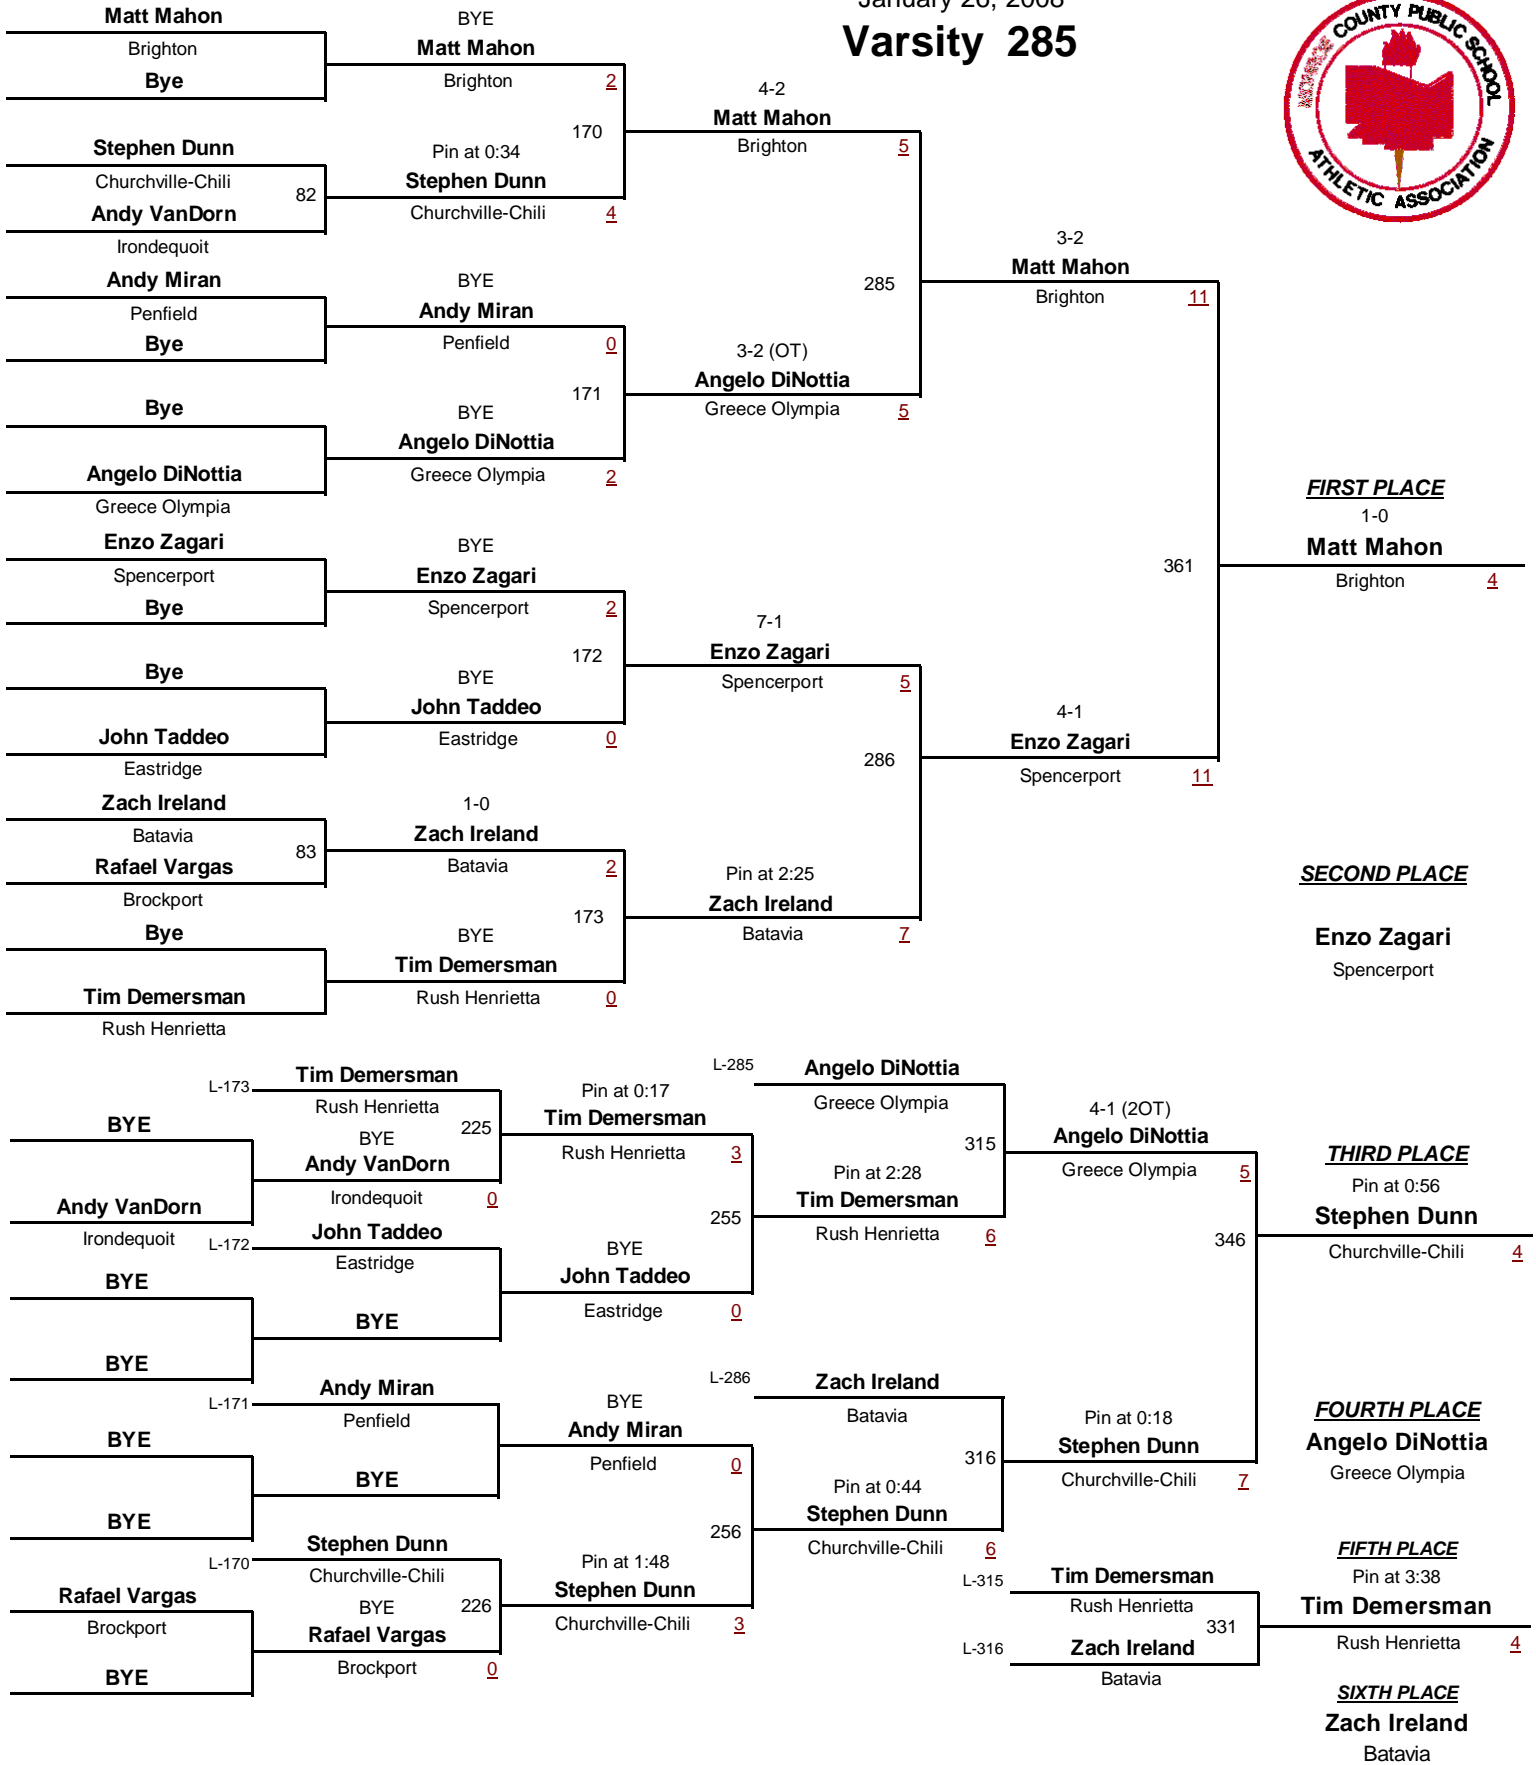 January 26, 2008
Varsity 285
COUNTY PUBLIC SCHOOL
ATHLETIC ASSOCIATION
Matt Mahon
Brighton
Bye
Stephen Dunn
Churchville-Chili
82
Andy VanDorn
Irondequoit
Andy Miran
Penfield
Bye
Bye
Angelo DiNottia
Greece Olympia
Enzo Zagari
Spencerport
Bye
Bye
John Taddeo
Eastridge
Zach Ireland
Batavia
83
Rafael Vargas
Brockport
Bye
Tim Demersman
Rush Henrietta
BYE
Matt Mahon
Brighton 2
170
Pin at 0:34
Stephen Dunn
Churchville-Chili 4
BYE
Andy Miran
Penfield 0
171
BYE
Angelo DiNottia
Greece Olympia 2
BYE
Enzo Zagari
Spencerport 2
172
BYE
John Taddeo
Eastridge 0
1-0
Zach Ireland
Batavia 2
173
BYE
Tim Demersman
Rush Henrietta 0
4-2
Matt Mahon
Brighton 5
285
3-2 (OT)
Angelo DiNottia
Greece Olympia 5
7-1
Enzo Zagari
Spencerport 5
286
Pin at 2:25
Zach Ireland
Batavia 7
3-2
Matt Mahon
Brighton 11
361
4-1
Enzo Zagari
Spencerport 11
FIRST PLACE
1-0
Matt Mahon
Brighton 4
SECOND PLACE
Enzo Zagari
Spencerport
BYE
Andy VanDorn
Irondequoit
BYE
BYE
BYE
BYE
Rafael Vargas
Brockport
BYE
L-173
Tim Demersman
Rush Henrietta
225
BYE
Andy VanDorn
Irondequoit 0
L-172
John Taddeo
Eastridge
BYE
L-171
Andy Miran
Penfield
BYE
L-170
Stephen Dunn
Churchville-Chili
226
BYE
Rafael Vargas
Brockport 0
Pin at 0:17
Tim Demersman
Rush Henrietta 3
255
BYE
John Taddeo
Eastridge 0
BYE
Andy Miran
Penfield 0
256
Pin at 1:48
Stephen Dunn
Churchville-Chili 3
L-285
Angelo DiNottia
Greece Olympia
315
Pin at 2:28
Tim Demersman
Rush Henrietta 6
L-286
Zach Ireland
Batavia
316
Pin at 0:44
Stephen Dunn
Churchville-Chili 6
4-1 (2OT)
Angelo DiNottia
Greece Olympia 5
346
Pin at 0:18
Stephen Dunn
Churchville-Chili 7
L-315
Tim Demersman
Rush Henrietta
331
L-316
Zach Ireland
Batavia
THIRD PLACE
Pin at 0:56
Stephen Dunn
Churchville-Chili 4
FOURTH PLACE
Angelo DiNottia
Greece Olympia
FIFTH PLACE
Pin at 3:38
Tim Demersman
Rush Henrietta 4
SIXTH PLACE
Zach Ireland
Batavia